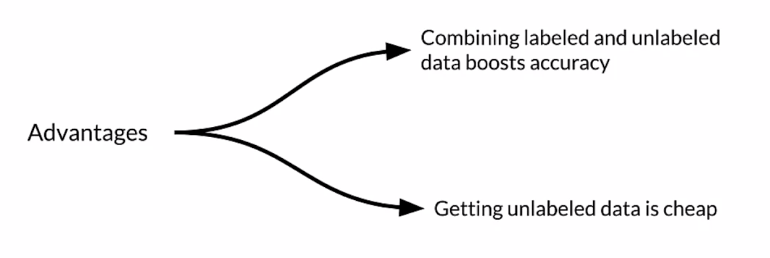 Combining labeled and unlabeled
data boosts accuracy
Advantages
Getting unlabeled data is cheap